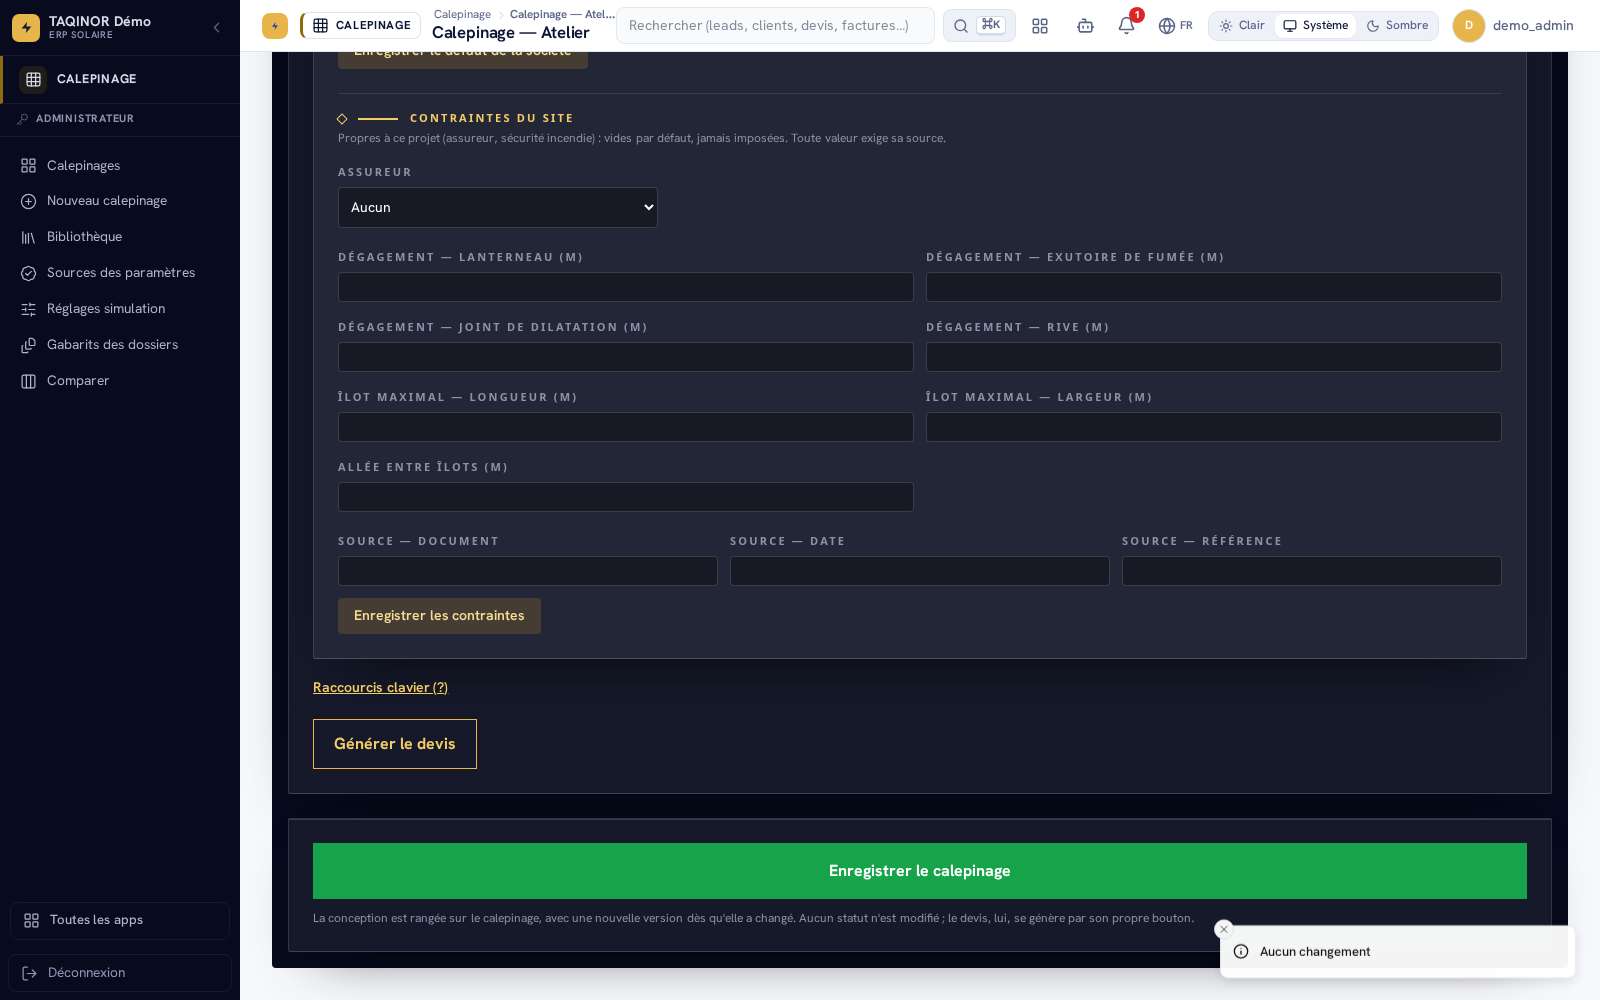 TAQINOR Démo
ERP SOLAIRE
CALEPINAGE
ADMINISTRATEUR
Calepinages
Nouveau calepinage
Bibliothèque
Sources des paramètres
Réglages simulation
Gabarits des dossiers
Comparer
Toutes les apps
Déconnexion
CALEPINAGE
Calepinage
Calepinage — Atel...
Calepinage — Atelier
Rechercher (leads, clients, devis, factures...)
⌘K
1
FR
Clair
Système
Sombre
D
demo_admin
Enregistrer le défaut de la société
CONTRAINTES DU SITE
Propres à ce projet (assureur, sécurité incendie) : vides par défaut, jamais imposées. Toute valeur exige sa source.
ASSUREUR
Aucun
DÉGAGEMENT — LANTERNEAU (M)
DÉGAGEMENT — EXUTOIRE DE FUMÉE (M)
DÉGAGEMENT — JOINT DE DILATATION (M)
DÉGAGEMENT — RIVE (M)
ÎLOT MAXIMAL — LONGUEUR (M)
ÎLOT MAXIMAL — LARGEUR (M)
ALLÉE ENTRE ÎLOTS (M)
SOURCE — DOCUMENT
SOURCE — DATE
SOURCE — RÉFÉRENCE
Enregistrer les contraintes
Raccourcis clavier (?)
Générer le devis
Enregistrer le calepinage
La conception est rangée sur le calepinage, avec une nouvelle version dès qu'elle a changé. Aucun statut n'est modifié ; le devis, lui, se génère par son propre bouton.
Aucun changement